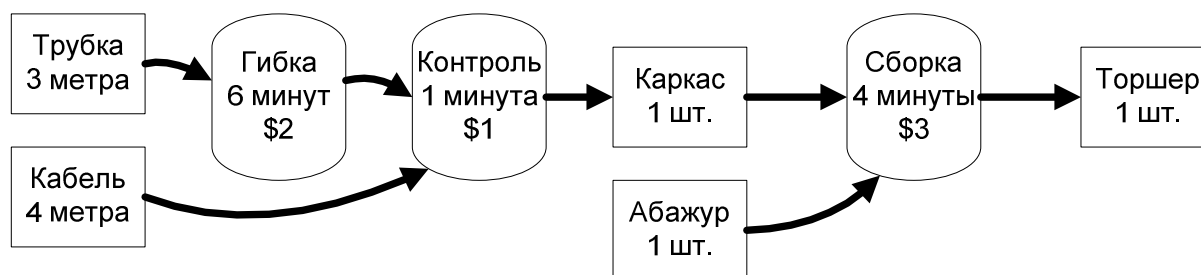 Трубка
3 метра
Гибка
6 минут
$2
Контроль
1 минута
$1
Каркас
1 шт.
Сборка
4 минуты
$3
Торшер
1 шт.
Кабель
4 метра
Абажур
1 шт.